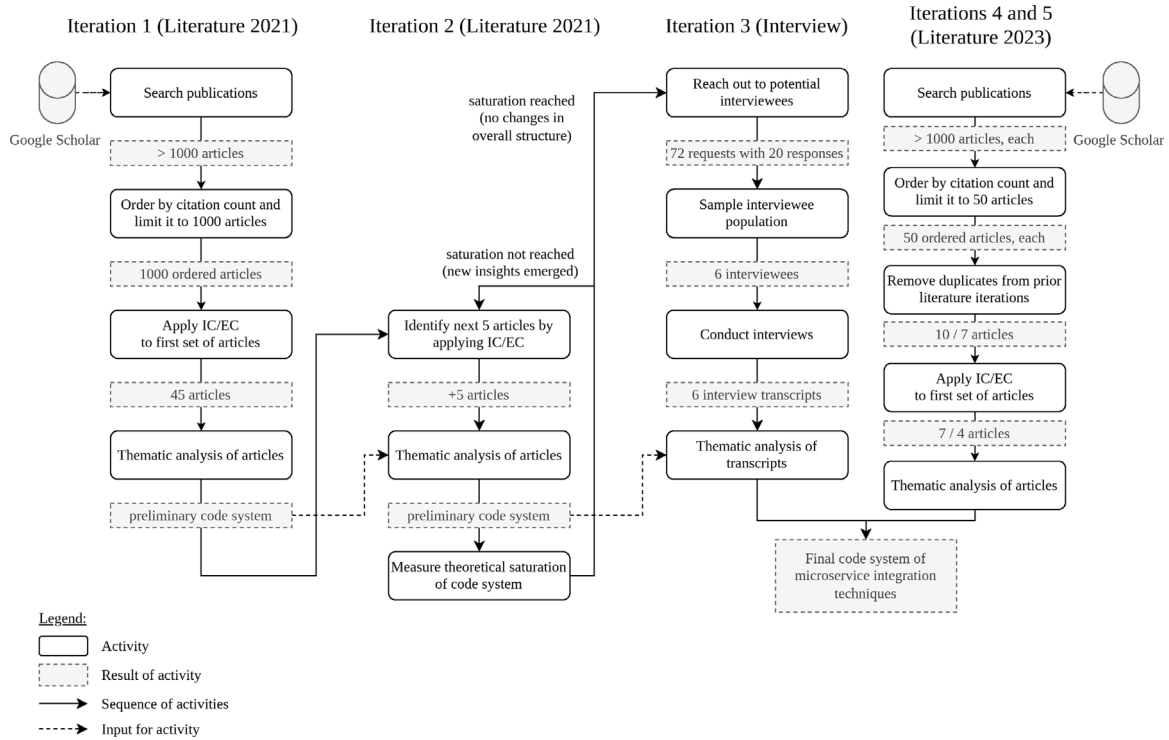 Iteration 1 (Literature 2021)
Google Scholar
Search publications
> 1000 articles
Order by citation count and
limit it to 1000 articles
1000 ordered articles
Apply IC/EC
to first set of articles
45 articles
Thematic analysis of articles
preliminary code system
Iteration 2 (Literature 2021)
saturation reached
(no changes in
overall structure)
saturation not reached
(new insights emerged)
Identify next 5 articles by
applying IC/EC
+5 articles
Thematic analysis of articles
preliminary code system
Measure theoretical saturation
of code system
Iteration 3 (Interview)
Reach out to potential
interviewees
72 requests with 20 responses
Sample interviewee
population
6 interviewees
Conduct interviews
6 interview transcripts
Thematic analysis of
transcripts
Iterations 4 and 5
(Literature 2023)
Search publications
Google Scholar
> 1000 articles, each
Order by citation count and
limit it to 50 articles
50 ordered articles, each
Remove duplicates from prior
literature iterations
10 / 7 articles
Apply IC/EC
to first set of articles
7 / 4 articles
Thematic analysis of articles
Final code system of
microservice integration
techniques
Legend:
Activity
Result of activity
Sequence of activities
Input for activity